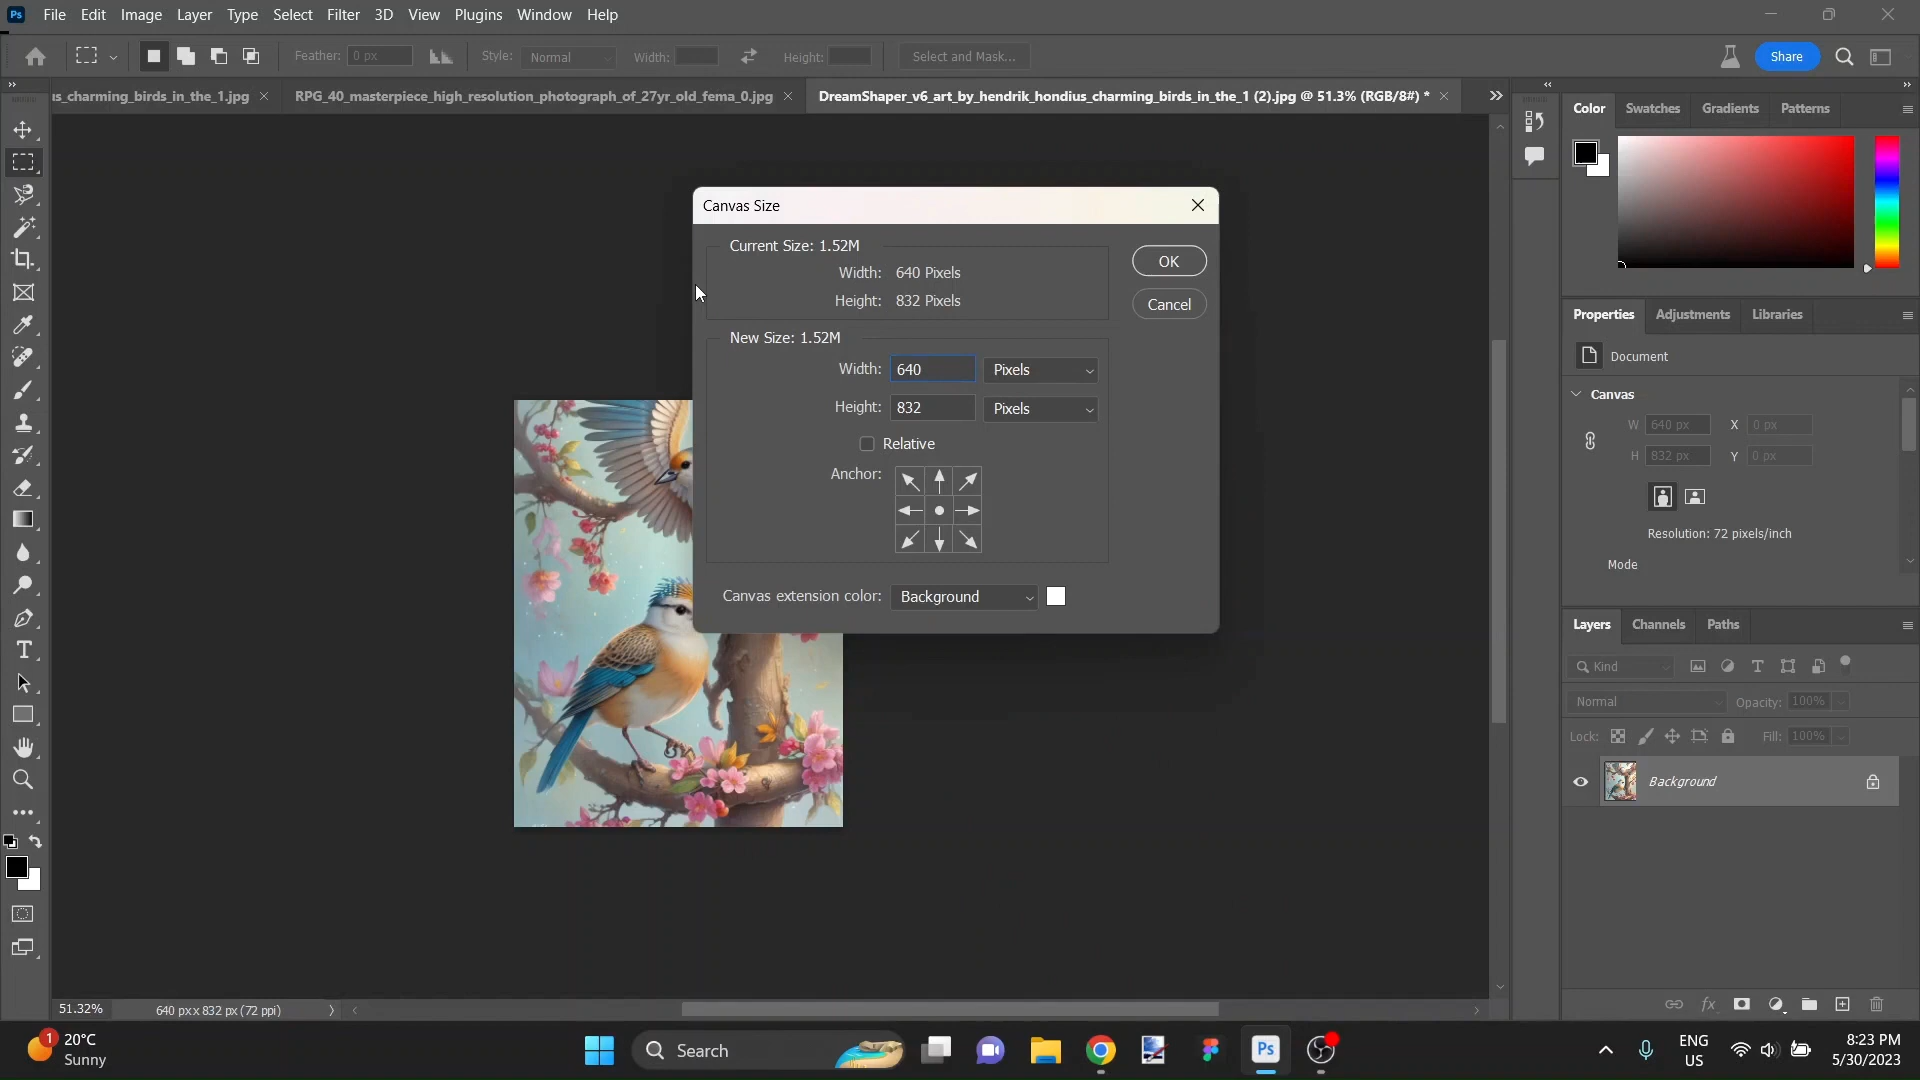 Ps File Edit Image Layer Type Select Filter 3D View Plugins Window Help
Feather: 0 px Style: Normal Width: Height: Select and Mask... Share
s_charming_birds_in_the_1.jpg RPG_40_masterpiece_high_resolution_photograph_of_27yr_old_fema_0.jpg DreamShaper_v6_art_by_hendrik_hondius_charming_birds_in_the_1 (2).jpg @ 51.3% (RGB/8#) *
Color Swatches Gradients Patterns
Canvas Size
Current Size: 1.52M
Width: 640 Pixels
Height: 832 Pixels
OK
Cancel
New Size: 1.52M
Width: 640 Pixels
Height: 832 Pixels
Relative
Anchor:
Canvas extension color: Background
Properties Adjustments Libraries
Document
Canvas
W 640 px X 0 px
H 832 px Y 0 px
Resolution: 72 pixels/inch
Mode
Layers Channels Paths
Kind
Normal Opacity: 100%
Lock: Fill: 100%
Background
fx
51.32% 640 px x 832 px (72 ppi)
1 20°C
Sunny
Search
Ps
ENG
US
8:23 PM
5/30/2023